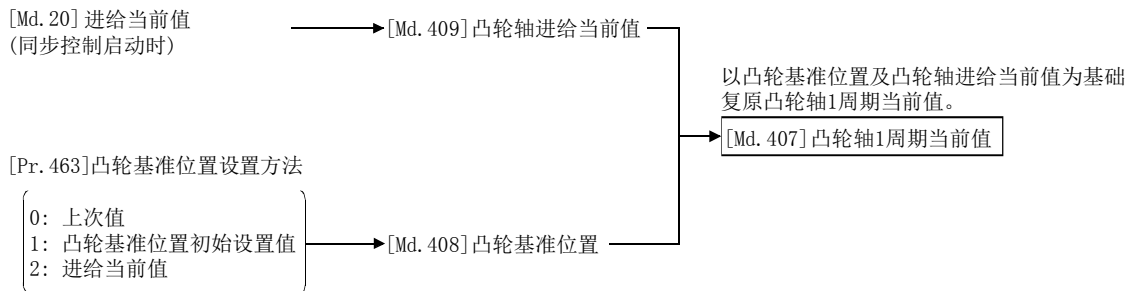 [Md.20]进给当前值
(同步控制启动时)
[Md.409]凸轮轴进给当前值
以凸轮基准位置及凸轮轴进给当前值为基础
复原凸轮轴1周期当前值。
[Md.407]凸轮轴1周期当前值
[Pr.463]凸轮基准位置设置方法
0: 上次值
1: 凸轮基准位置初始设置值
2: 进给当前值
[Md.408]凸轮基准位置